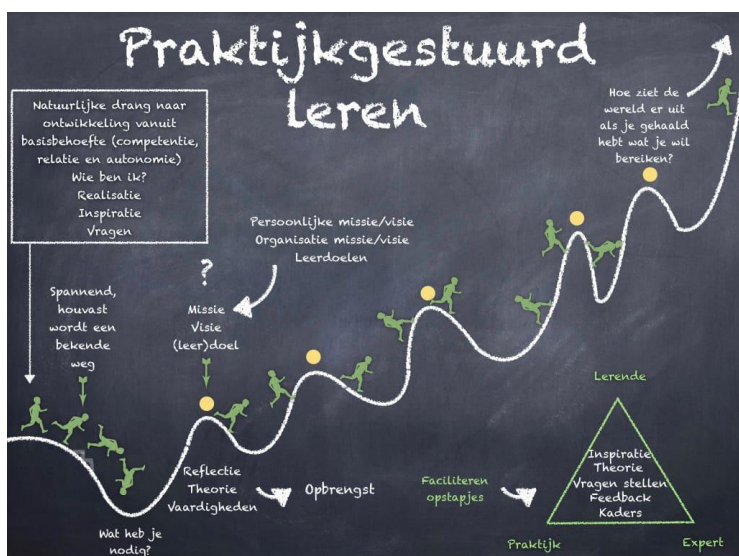 Praktijkgestuurd
leren
Natuurlijke drang naar
ontwikkeling vanuit
basisbehoefte (competentie,
relatie en autonomie)
Wie ben ik?
Realisatie
Inspiratie
Vragen
Hoe ziet de
wereld er uit
als je gehaald
hebt wat je wil
bereiken?
Persoonlijke missie/visie
Organisatie missie/visie
Leerdoelen
?
Missie
Visie
(leer)doel
Spannend,
houvast
wordt een
bekende
weg
Reflectie
Theorie
Vaardigheden
Opbrengst
Wat heb je
nodig?
Faciliteren
opstapjes
Lerende
Inspiratie
Theorie
Vragen stellen
Feedback
Kaders
Praktijk
Expert